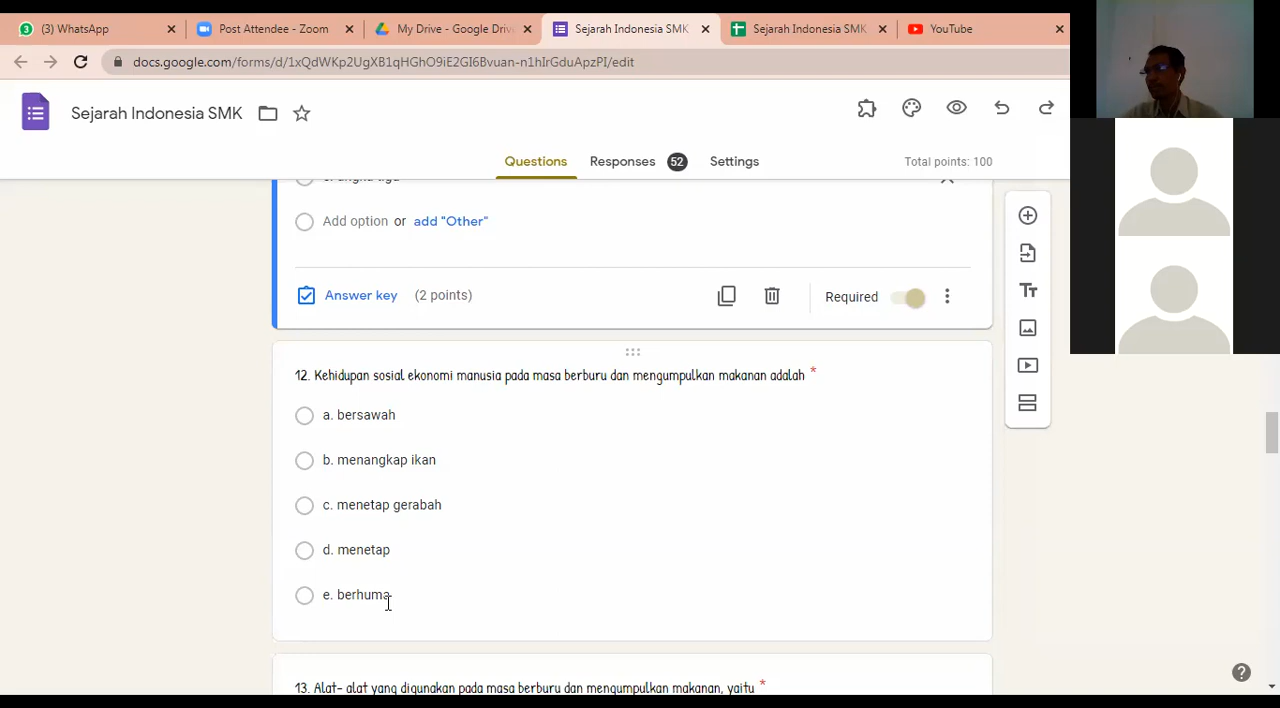 (3) WhatsApp
Post Attendee - Zoom
My Drive - Google Driv
Sejarah Indonesia SMK
Sejarah Indonesia SMK
YouTube
docs.google.com/forms/d/1xQdWKp2UgXB1qHGhO9iE2GI6Bvuan-n1hIrGduApzPI/edit
Sejarah Indonesia SMK
Questions Responses 52 Settings Total points: 100
Add option or add "Other"
Answer key (2 points) Required
12. Kehidupan sosial ekonomi manusia pada masa berburu dan mengumpulkan makanan adalah *
a. bersawah
b. menangkap ikan
c. menetap gerabah
d. menetap
e. berhuma
13. Alat- alat yang digunakan pada masa berburu dan mengumpulkan makanan, yaitu *